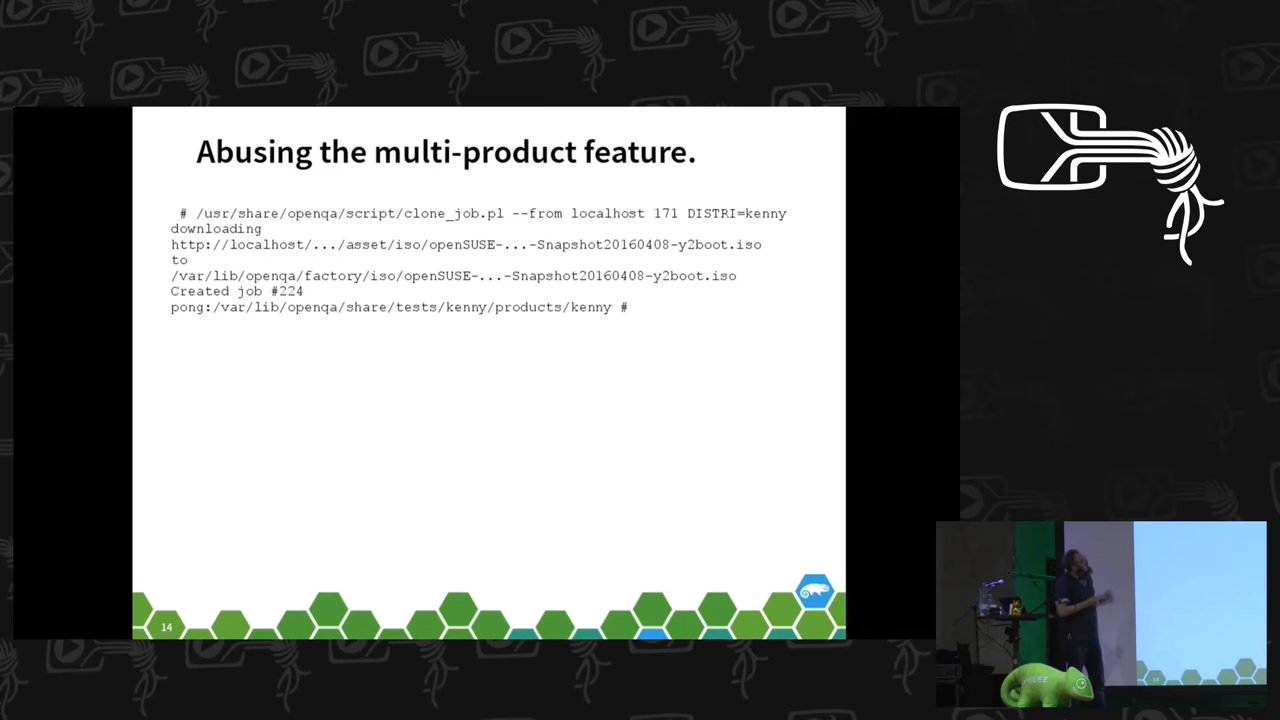 Abusing the multi-product feature.
# /usr/share/openqa/script/clone_job.pl --from localhost 171 DISTRI=kenny
downloading
http://localhost/.../asset/iso/openSUSE-...-Snapshot20160408-y2boot.iso
to
/var/lib/openqa/factory/iso/openSUSE-...-Snapshot20160408-y2boot.iso
Created job #224
pong:/var/lib/openqa/share/tests/kenny/products/kenny #
14